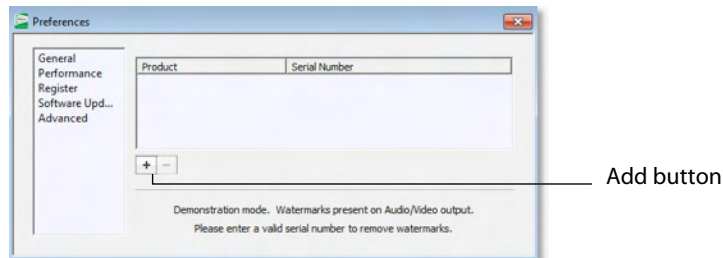 Preferences
General
Performance
Register
Software Upd...
Advanced
Product Serial Number
+ -
Add button
Demonstration mode. Watermarks present on Audio/Video output.
Please enter a valid serial number to remove watermarks.